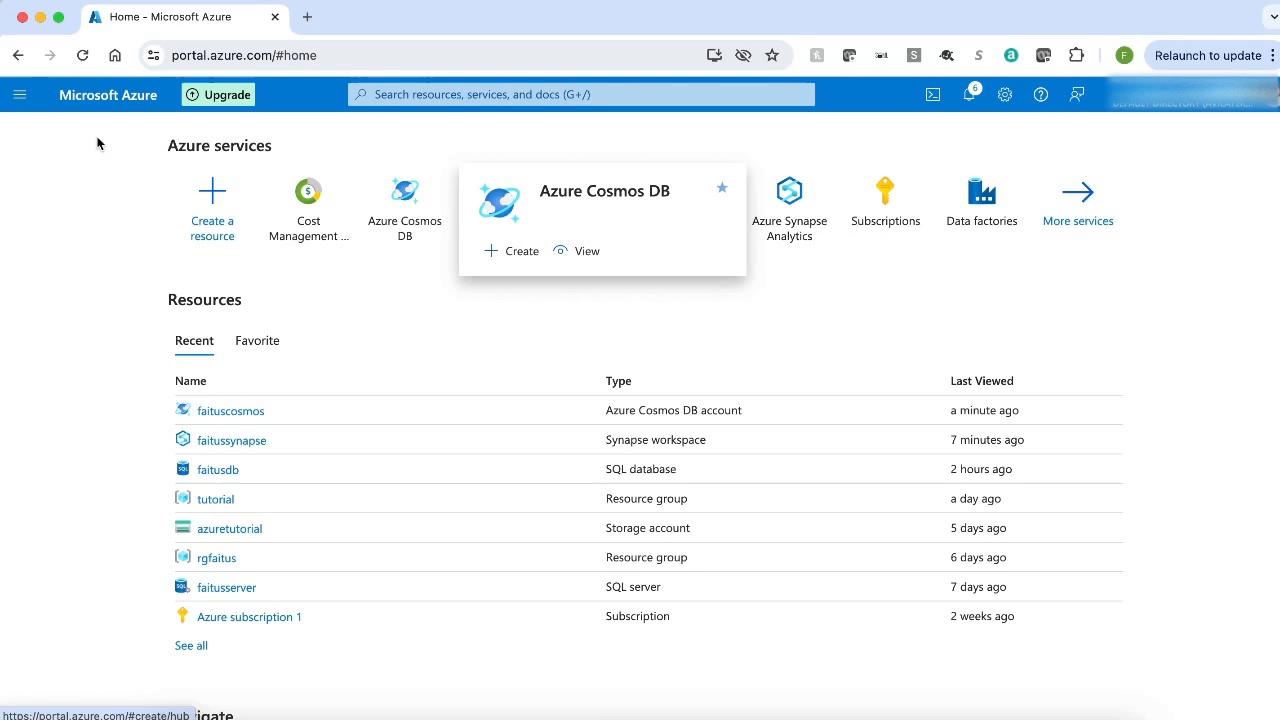 Home - Microsoft Azure
portal.azure.com/#home
Relaunch to update
F
Microsoft Azure
Upgrade
Search resources, services, and docs (G+/)
6
Azure services
Create a resource
Cost Management ...
Azure Cosmos DB
Azure Cosmos DB
Create
View
Azure Synapse Analytics
Subscriptions
Data factories
More services
Resources
Recent
Favorite
Name Type Last Viewed
faituscosmos Azure Cosmos DB account a minute ago
faitussynapse Synapse workspace 7 minutes ago
faitusdb SQL database 2 hours ago
tutorial Resource group a day ago
azuretutorial Storage account 5 days ago
rgfaitus Resource group 6 days ago
faitusserver SQL server 7 days ago
Azure subscription 1 Subscription 2 weeks ago
See all
https://portal.azure.com/#create/hub
igate